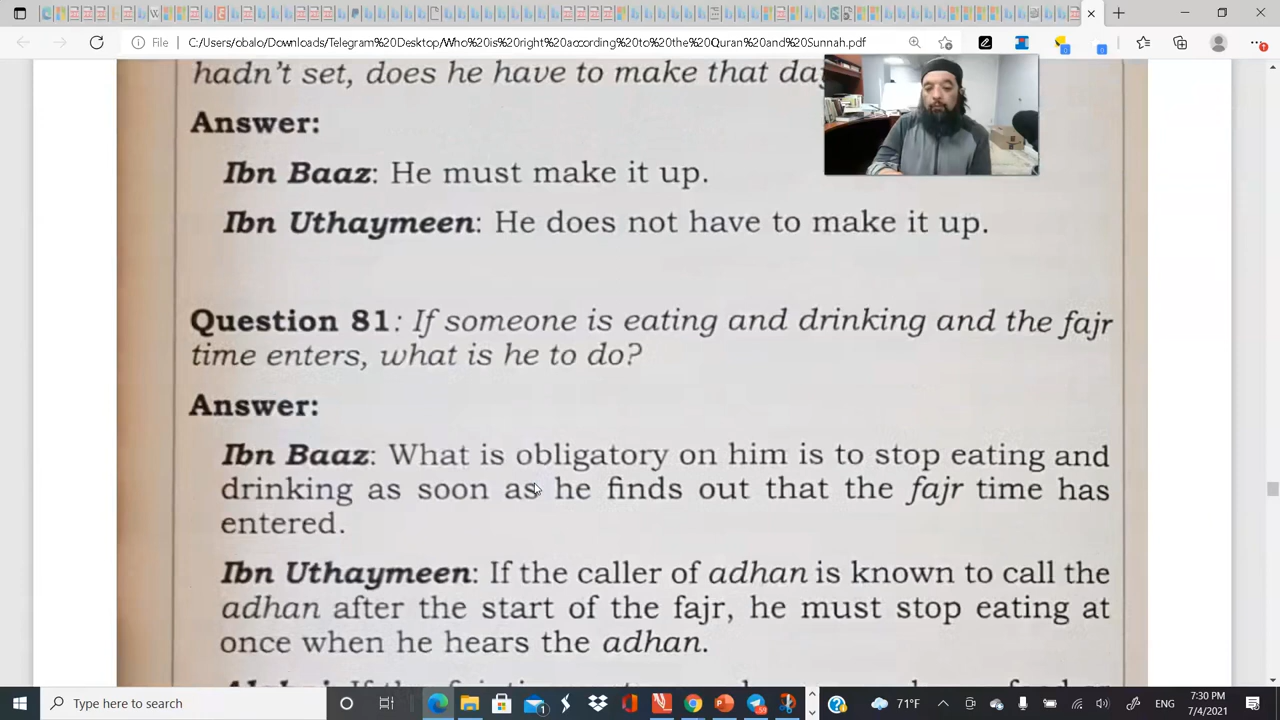 File
C:/Users/obalo/Downloads/Telegram%20Desktop/Who%20is%20right%20according%20to%20the%20Quran%20and%20Sunnah.pdf
hadn't set, does he have to make that da
Answer:
Ibn Baaz: He must make it up.
Ibn Uthaymeen: He does not have to make it up.
Question 81: If someone is eating and drinking and the fajr
time enters, what is he to do?
Answer:
Ibn Baaz: What is obligatory on him is to stop eating and
drinking as soon as he finds out that the fajr time has
entered.
Ibn Uthaymeen: If the caller of adhan is known to call the
adhan after the start of the fajr, he must stop eating at
once when he hears the adhan.
Type here to search
71°F
ENG
7:30 PM
7/4/2021